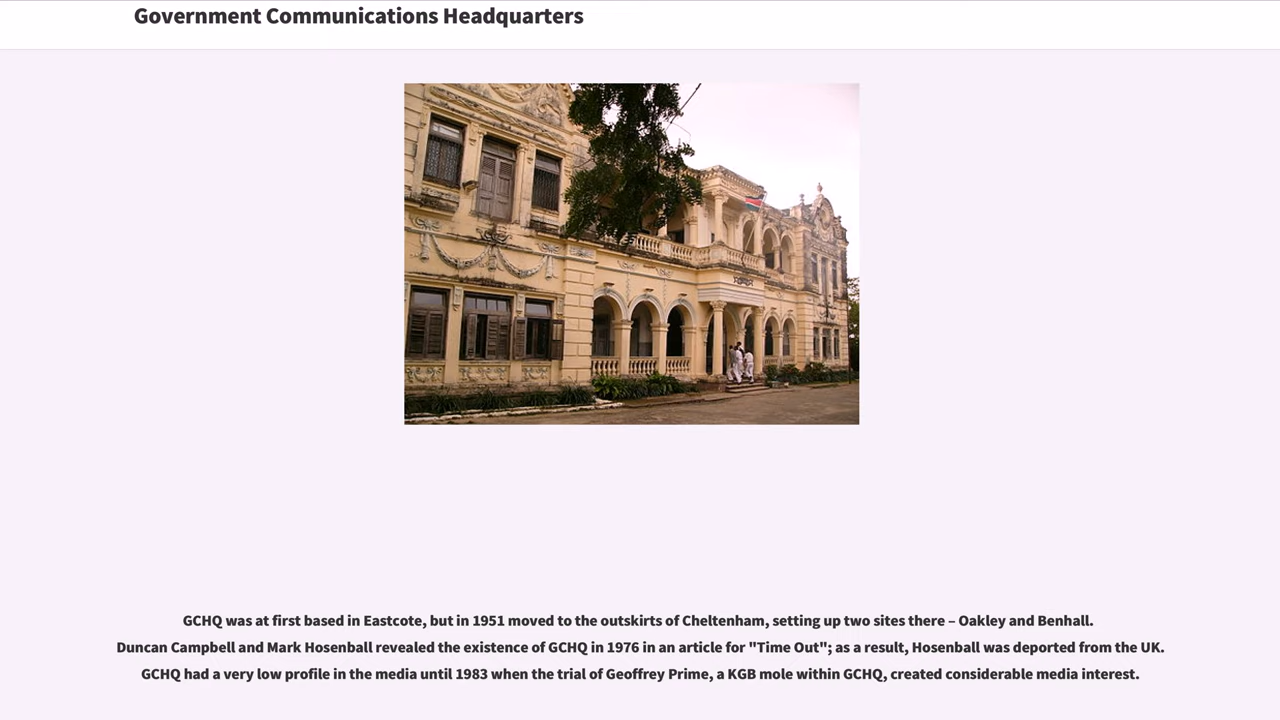 Government Communications Headquarters
GCHQ was at first based in Eastcote, but in 1951 moved to the outskirts of Cheltenham, setting up two sites there – Oakley and Benhall.
Duncan Campbell and Mark Hosenball revealed the existence of GCHQ in 1976 in an article for "Time Out"; as a result, Hosenball was deported from the UK.
GCHQ had a very low profile in the media until 1983 when the trial of Geoffrey Prime, a KGB mole within GCHQ, created considerable media interest.